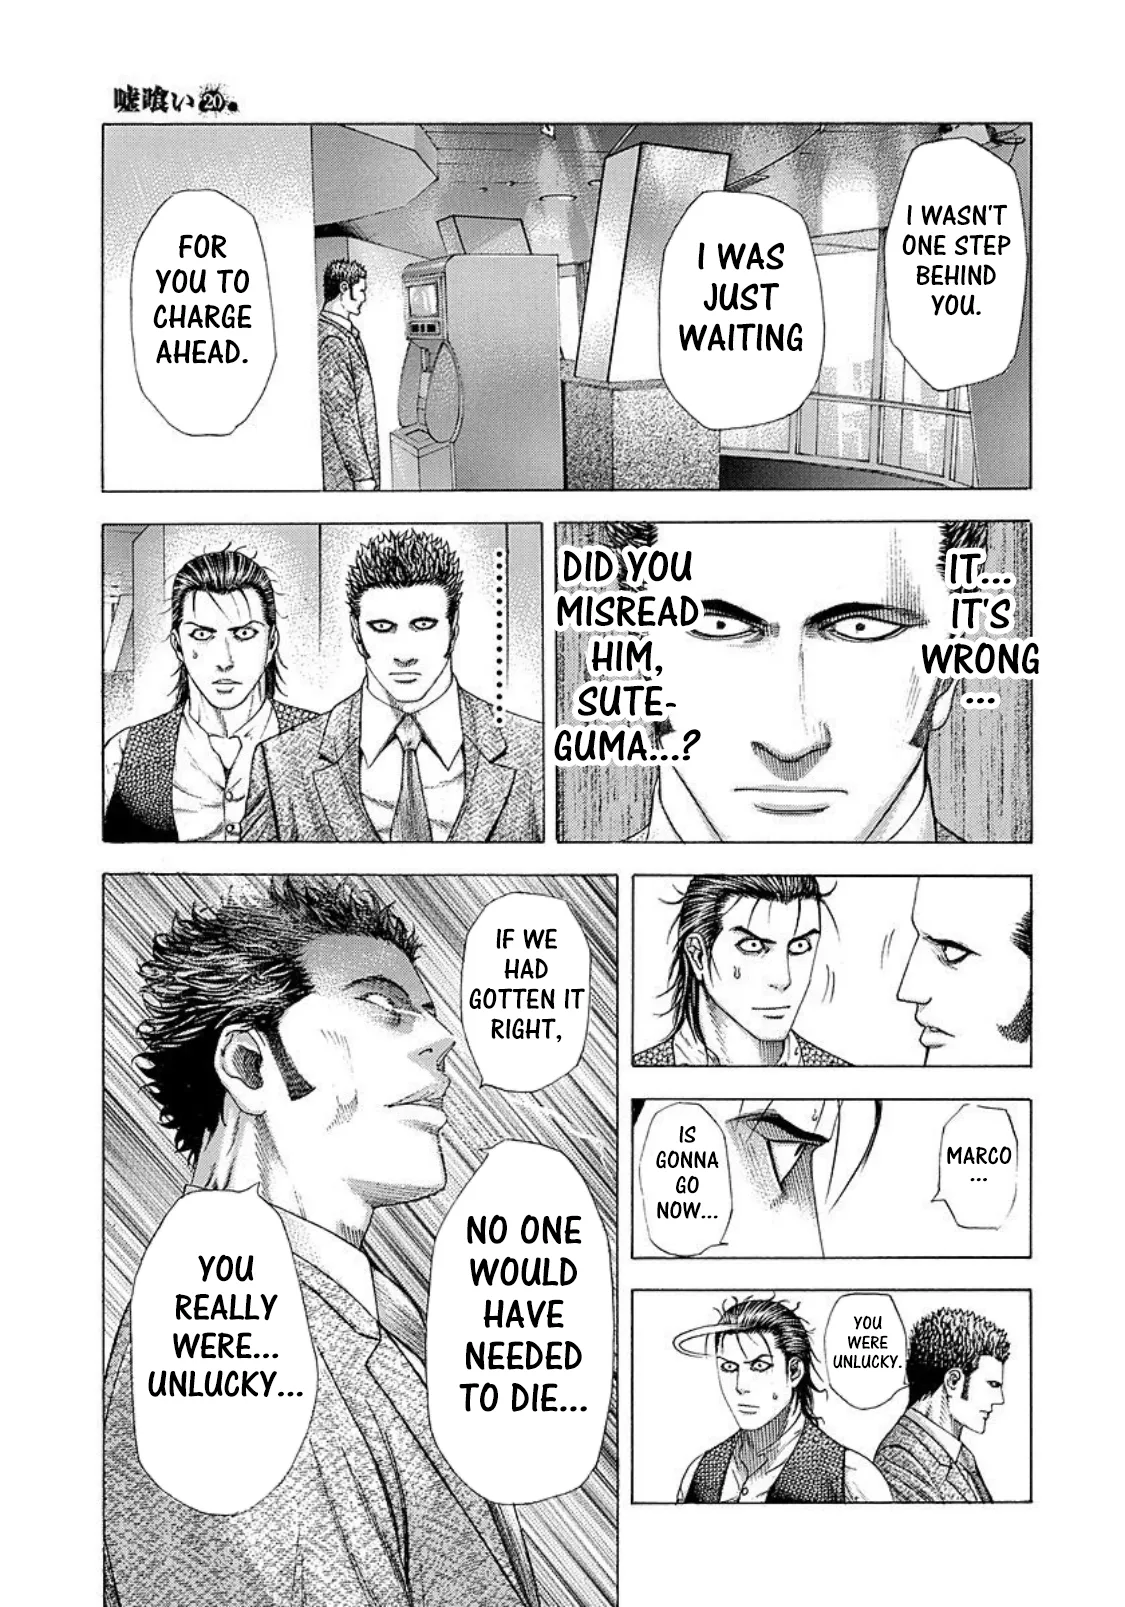 嘘喰い 20
I WASN'T
ONE STEP
BEHIND
YOU.
I WAS
JUST
WAITING
FOR
YOU TO
CHARGE
AHEAD.
IT...
IT'S
WRONG
...
DID YOU
MISREAD
HIM,
SUTE-
GUMA...?
.............
MARCO
...
IS
GONNA
GO
NOW...
YOU
WERE
UNLUCKY.
IF WE
HAD
GOTTEN IT
RIGHT,
NO ONE
WOULD
HAVE
NEEDED
TO DIE...
YOU
REALLY
WERE...
UNLUCKY...